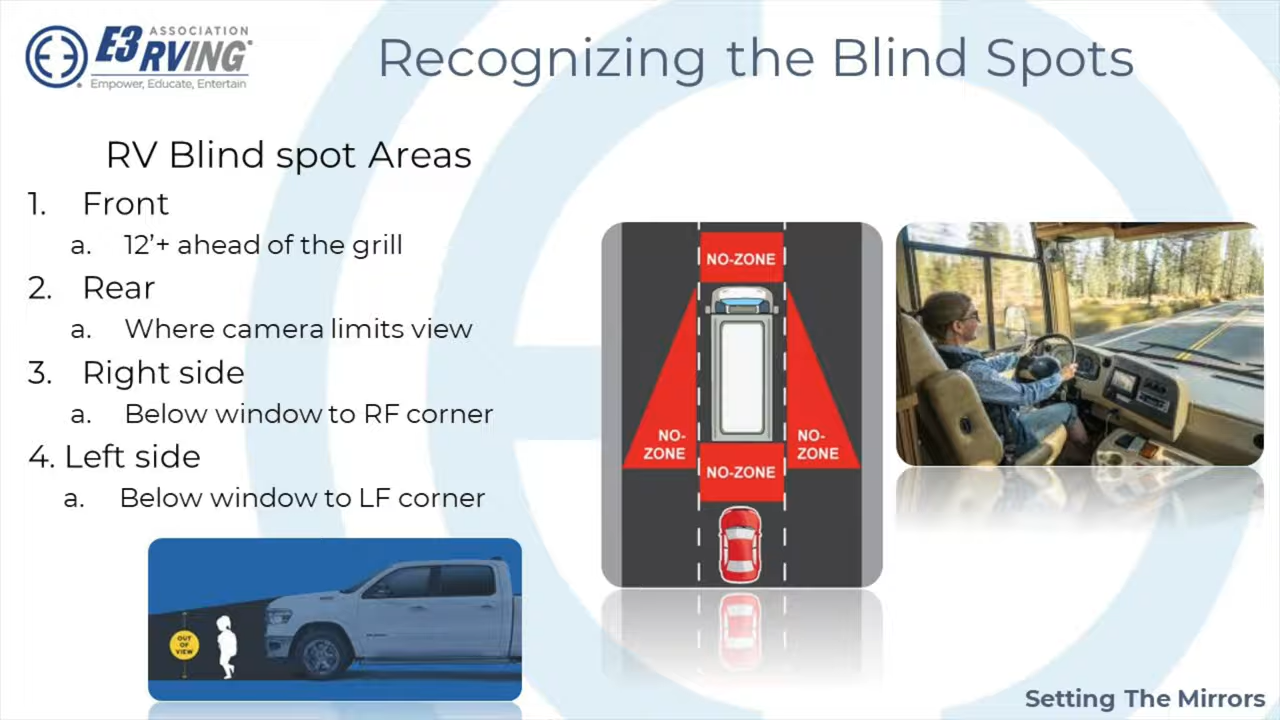 ASSOCIATION
E3 RVING
Empower, Educate, Entertain
Recognizing the Blind Spots
RV Blind spot Areas
1. Front
a. 12’+ ahead of the grill
2. Rear
a. Where camera limits view
3. Right side
a. Below window to RF corner
4. Left side
a. Below window to LF corner
OUT
OF
VIEW
NO-ZONE
NO-
ZONE
NO-
ZONE
NO-ZONE
Setting The Mirrors